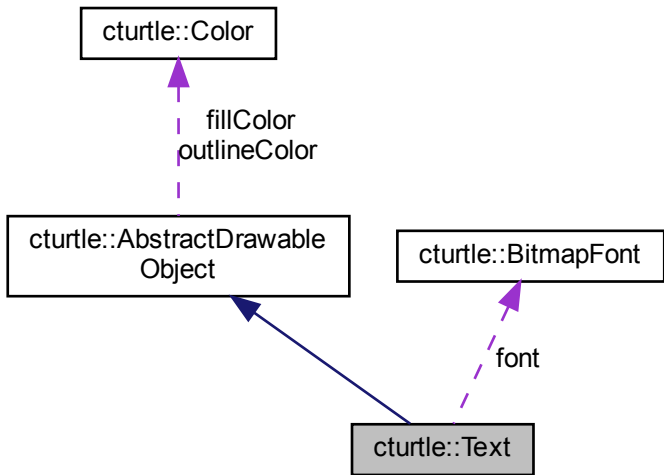 cturtle::Color
fillColor
outlineColor
cturtle::AbstractDrawable
Object
cturtle::BitmapFont
font
cturtle::Text